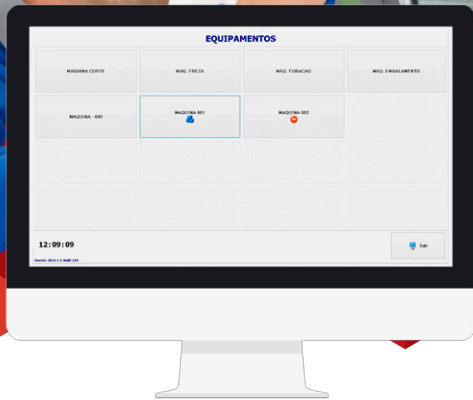 EQUIPAMENTOS
MAQUINA CORTE
MAQ. FREZA
MAQ. FURACAO
MAQ. EMBALAMENTO
MAQUINA - 000
MAQUINA 001
MAQUINA 002
12:09:09
Sair